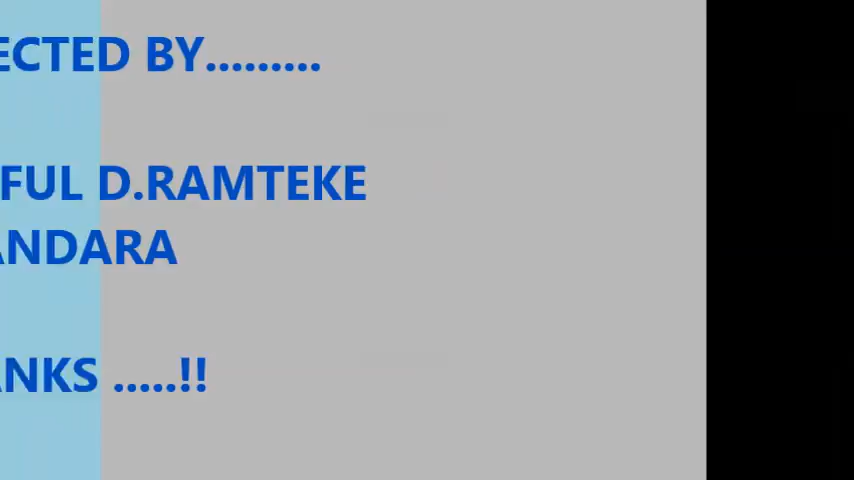 ECTED BY.........
FUL D.RAMTEKE
ANDARA
ANKS .....!!